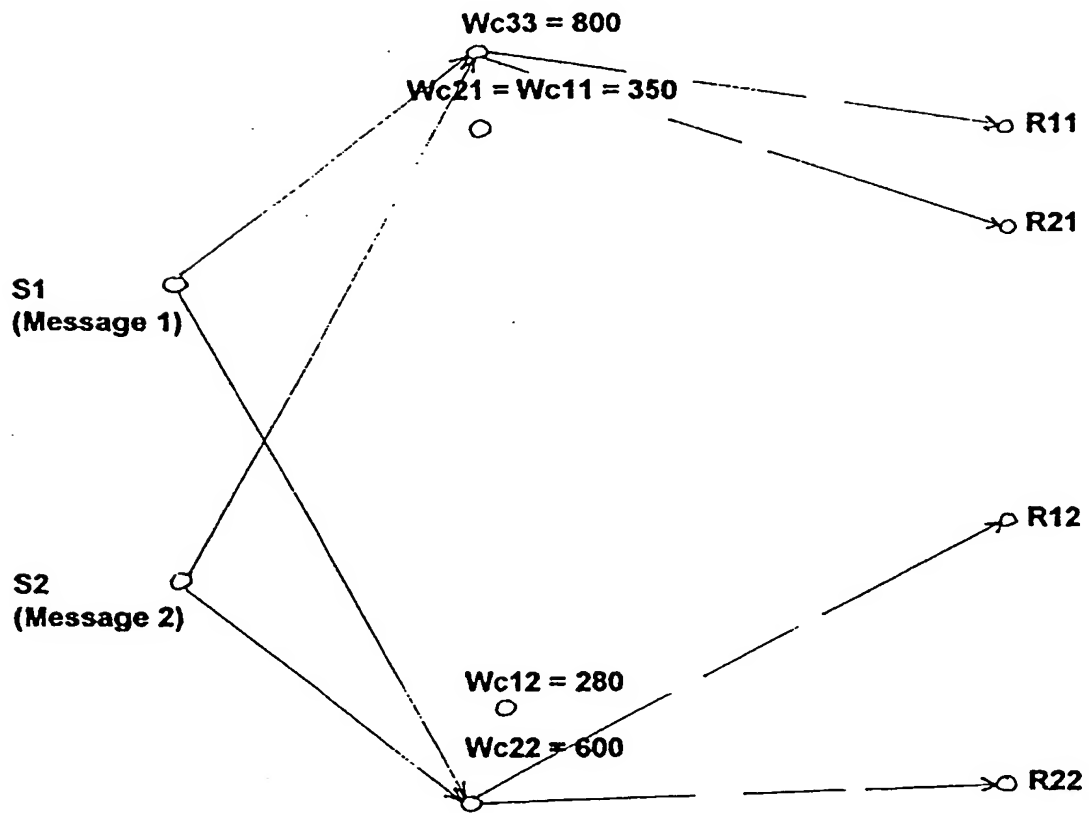 Wc33 = 800
Wc21 = Wc11 = 350
R11
R21
S1
(Message 1)
R12
S2
(Message 2)
Wc12 = 280
Wc22 = 600
R22